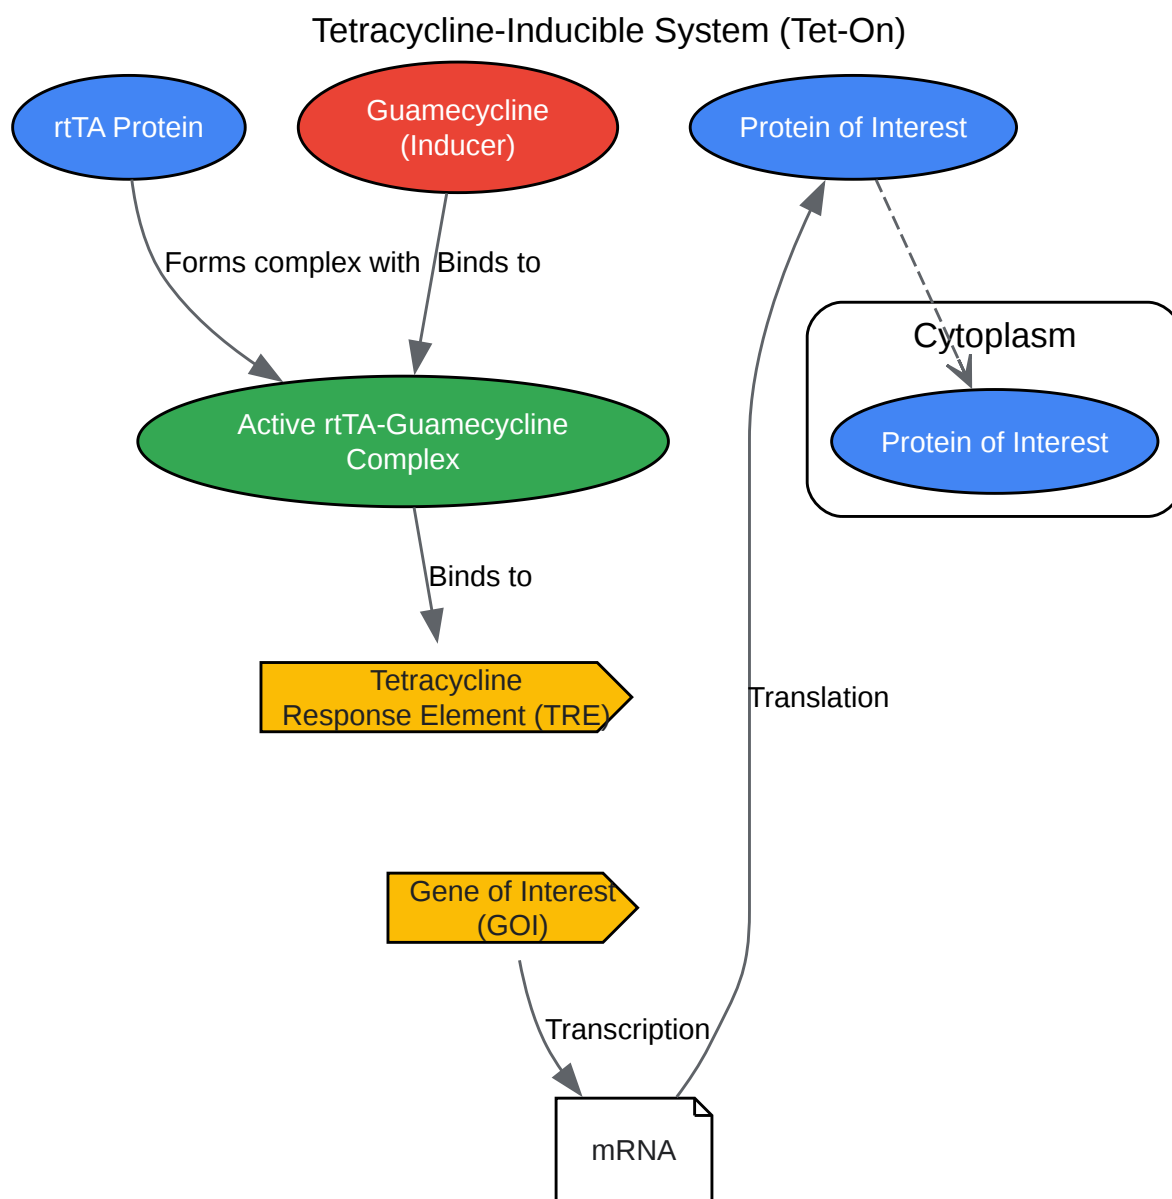 Tetracycline-Inducible System (Tet-On)
rtTA Protein
Guamecycline
(Inducer)
Protein of Interest
Forms complex with
Binds to
Cytoplasm
Active rtTA-Guamecycline
Complex
Protein of Interest
Binds to
Tetracycline
Response Element (TRE)
Translation
Gene of Interest
(GOI)
Transcription
mRNA